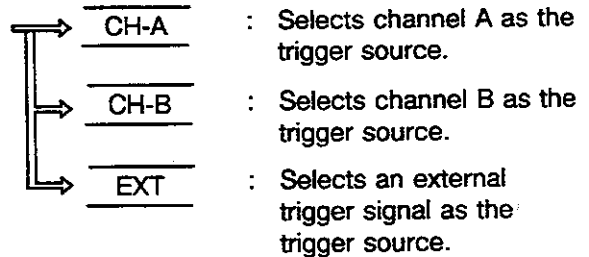 CH-A : Selects channel A as the
trigger source.
CH-B : Selects channel B as the
trigger source.
EXT : Selects an external
trigger signal as the
trigger source.